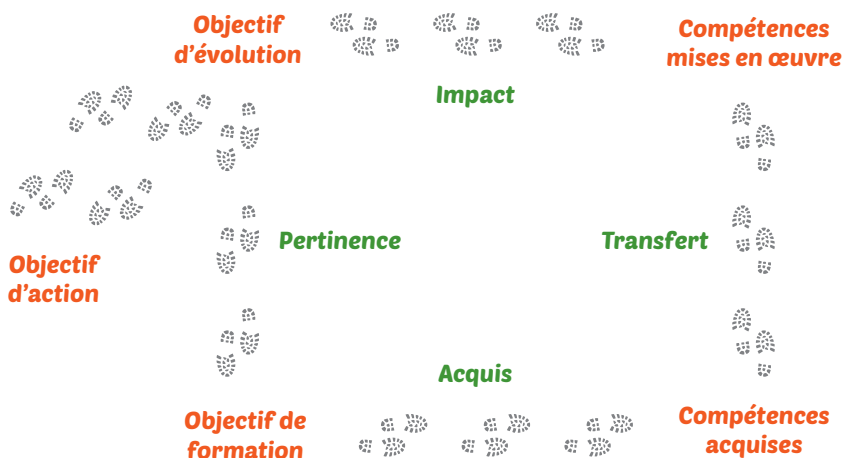 Objectif
d'évolution
Compétences
mises en œuvre
Impact
Pertinence
Transfert
Objectif
d'action
Acquis
Objectif de
formation
Compétences
acquises